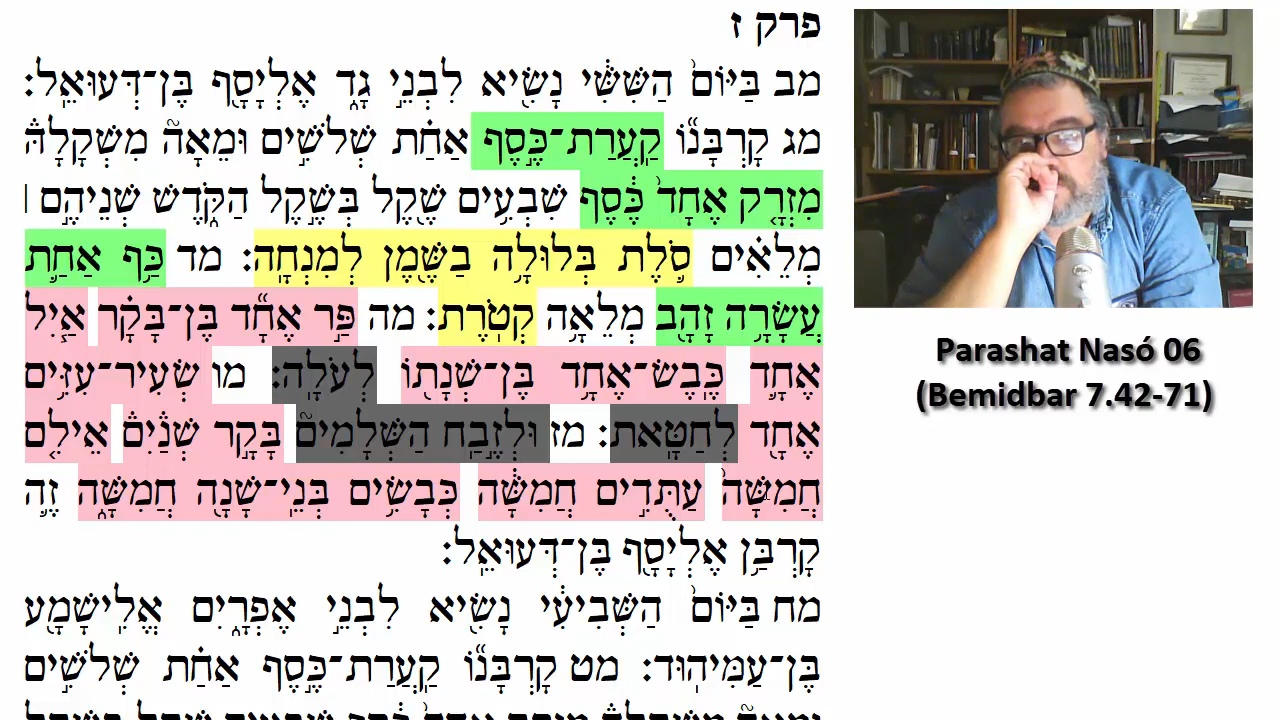 פרק ז
מב בַּיּוֹם֙ הַשִּׁשִּׁ֔י נָשִׂ֖יא לִבְנֵ֣י גָ֑ד אֶלְיָסָ֖ף בֶּן־דְּעוּאֵֽל׃
מג קָרְבָּנ֞וֹ קַֽעֲרַת־כֶּ֣סֶף אַחַ֗ת שְׁלֹשִׁ֣ים וּמֵאָה֮ מִשְׁקָלָהּ֒
מִזְרָ֤ק אֶחָד֙ כֶּ֔סֶף שִׁבְעִ֥ים שֶׁ֖קֶל בְּשֶׁ֣קֶל הַקֹּ֑דֶשׁ שְׁנֵיהֶ֣ם ׀
מְלֵאִ֗ים סֹ֛לֶת בְּלוּלָ֥ה בַשֶּׁ֖מֶן לְמִנְחָֽה׃ מד כַּ֥ף אַחַ֛ת
עֲשָׂרָ֥ה זָהָ֖ב מְלֵאָ֥ה קְטֹֽרֶת׃ מה פַּ֣ר אֶחָ֞ד בֶּן־בָּקָ֗ר אַ֧יִל
אֶחָ֛ד כֶּֽבֶשׂ־אֶחָ֥ד בֶּן־שְׁנָת֖וֹ לְעֹלָֽה׃ מו שְׂעִיר־עִזִּ֥ים
אֶחָ֖ד לְחַטָּֽאת׃ מז וּלְזֶ֣בַח הַשְּׁלָמִים֮ בָּקָ֣ר שְׁנַ֒יִם֒ אֵילִ֤ם
חֲמִשָּׁה֙ עַתֻּדִ֣ים חֲמִשָּׁ֔ה כְּבָשִׂ֥ים בְּנֵֽי־שָׁנָ֖ה חֲמִשָּׁ֑ה זֶ֛ה
קָרְבַּ֥ן אֶלְיָסָ֖ף בֶּן־דְּעוּאֵֽל׃
מח בַּיּוֹם֙ הַשְּׁבִיעִ֔י נָשִׂ֖יא לִבְנֵ֣י אֶפְרָ֑יִם אֱלִֽישָׁמָ֖ע
בֶּן־עַמִּיהֽוּד׃ מט קָרְבָּנ֞וֹ קַֽעֲרַת־כֶּ֣סֶף אַחַ֗ת שְׁלֹשִׁ֣ים
Parashat Nasó 06
(Bemidbar 7.42-71)